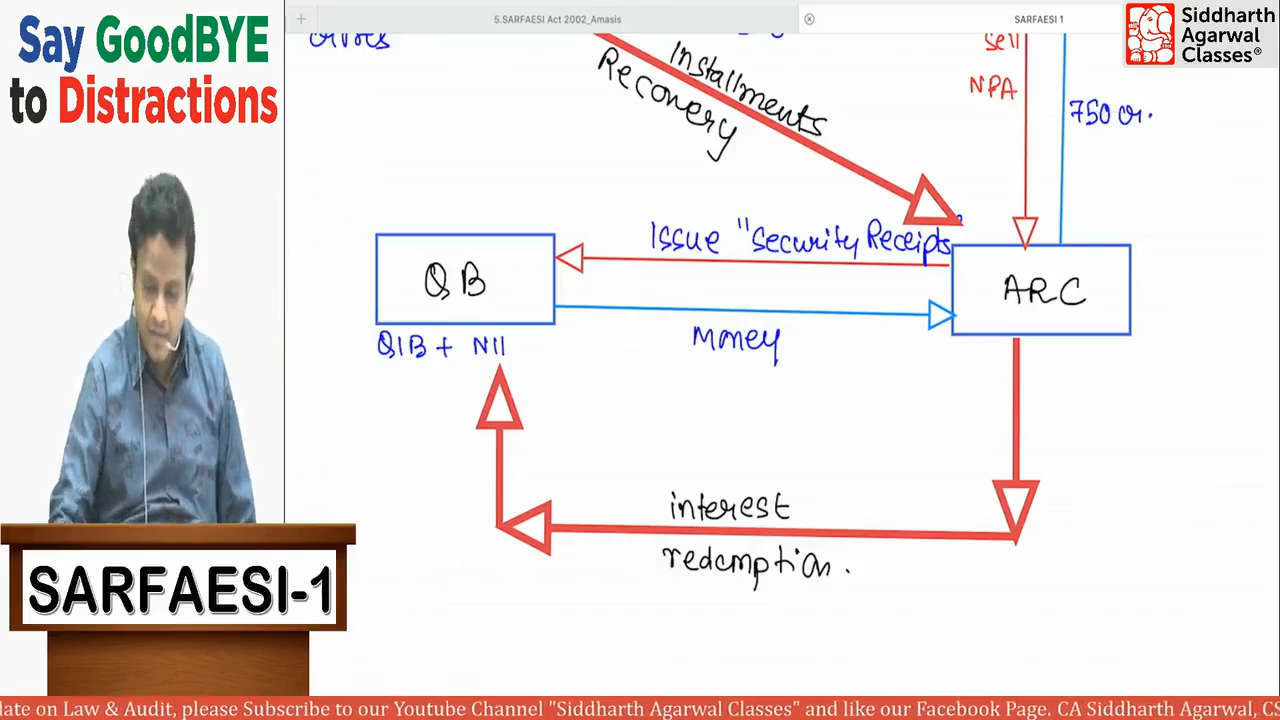 Say GoodBYE
to Distractions
5.SARFAESI Act 2002_Amasis
SARFAESI 1
Siddharth
Agarwal
Classes®
Installments
Recovery
Sell
NPA
750 cr.
Issue "Security Receipts"
QB
ARC
QIB + NII
Money
interest
redemption.
SARFAESI-1
date on Law & Audit, please Subscribe to our Youtube Channel "Siddharth Agarwal Classes" and like our Facebook Page. CA Siddharth Agarwal, CS